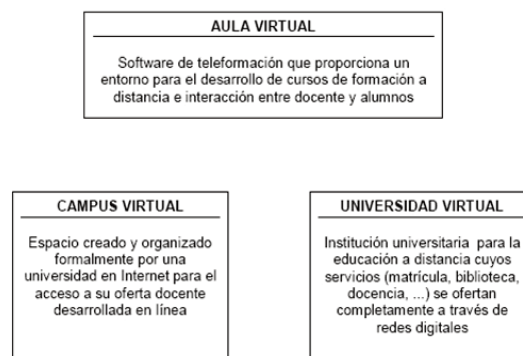 AULA VIRTUAL
Software de teleformación que proporciona un
entorno para el desarrollo de cursos de formación a
distancia e interacción entre docente y alumnos
CAMPUS VIRTUAL
Espacio creado y organizado
formalmente por una
universidad en Internet para el
acceso a su oferta docente
desarrollada en línea
UNIVERSIDAD VIRTUAL
Institución universitaria para la
educación a distancia cuyos
servicios (matrícula, biblioteca,
docencia, ...) se ofertan
completamente a través de
redes digitales